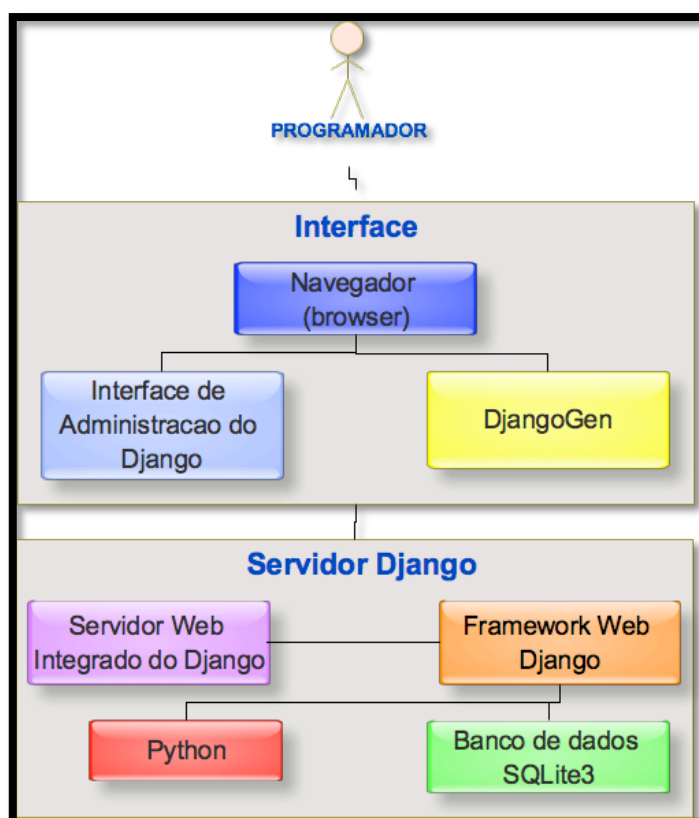 PROGRAMADOR
Interface
Navegador
(browser)
Interface de
Administracao do
Django
DjangoGen
Servidor Django
Servidor Web
Integrado do Django
Framework Web
Django
Python
Banco de dados
SQLite3